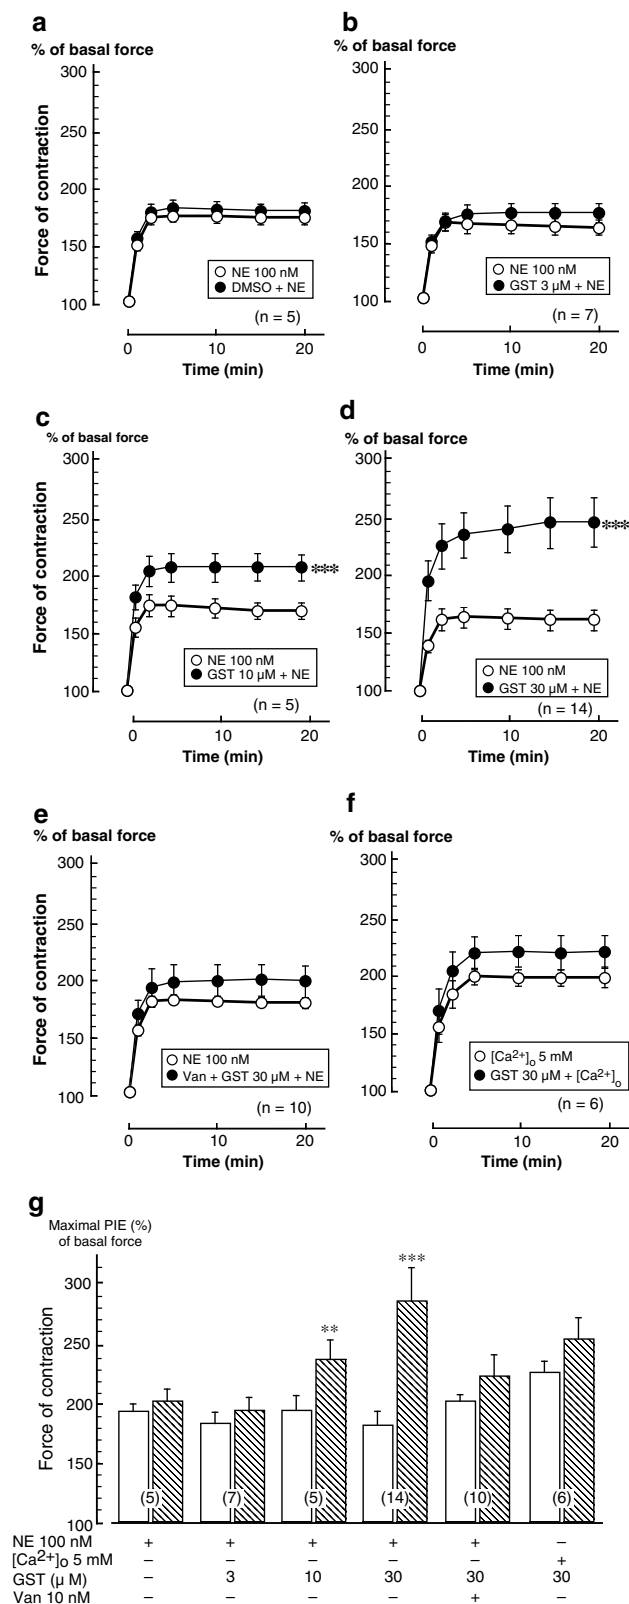 a
% of basal force
Force of contraction
300
250
200
150
100
NE 100 nM
DMSO + NE
(n = 5)
0 10 20
Time (min)
b
% of basal force
300
250
200
150
100
NE 100 nM
GST 3 µM + NE
(n = 7)
0 10 20
Time (min)
c
% of basal force
Force of contraction
300
250
200
150
100
***
NE 100 nM
GST 10 µM + NE
(n = 5)
0 10 20
Time (min)
d
% of basal force
300
250
200
150
100
***
NE 100 nM
GST 30 µM + NE
(n = 14)
0 10 20
Time (min)
e
% of basal force
Force of contraction
300
250
200
150
100
NE 100 nM
Van + GST 30 µM + NE
(n = 10)
0 10 20
Time (min)
f
% of basal force
300
250
200
150
100
[Ca²⁺]ₒ 5 mM
GST 30 µM + [Ca²⁺]ₒ
(n = 6)
0 10 20
Time (min)
g
Maximal PIE (%)
of basal force
Force of contraction
300
250
200
150
100
** ***
(5) (7) (5) (14) (10) (6)
NE 100 nM + + + + + –
[Ca²⁺]ₒ 5 mM – – – – – +
GST (µ M) – 3 10 30 30 30
Van 10 nM – – – – + –